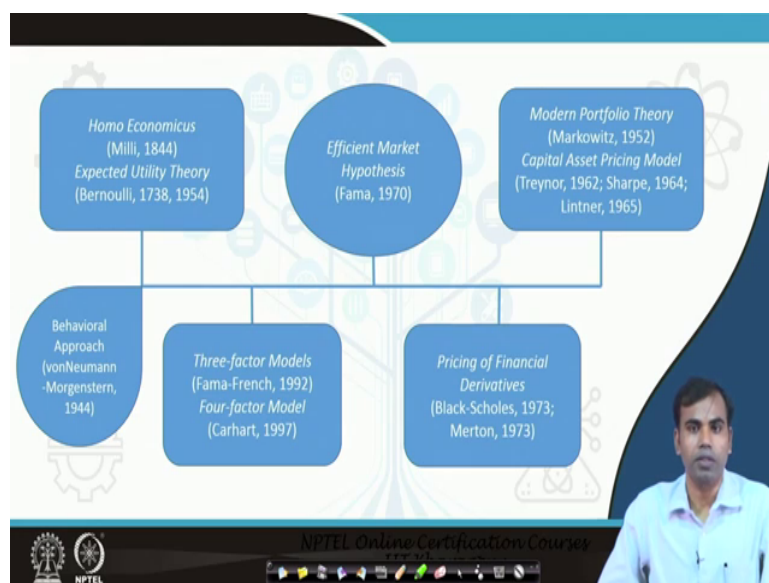 Homo Economicus
(Milli, 1844)
Expected Utility Theory
(Bernoulli, 1738, 1954)
Efficient Market
Hypothesis
(Fama, 1970)
Modern Portfolio Theory
(Markowitz, 1952)
Capital Asset Pricing Model
(Treynor, 1962; Sharpe, 1964;
Lintner, 1965)
Behavioral
Approach
(vonNeumann
-Morgenstern,
1944)
Three-factor Models
(Fama-French, 1992)
Four-factor Model
(Carhart, 1997)
Pricing of Financial
Derivatives
(Black-Scholes, 1973;
Merton, 1973)
NPTEL
NPTEL Online Certification Courses
IIT